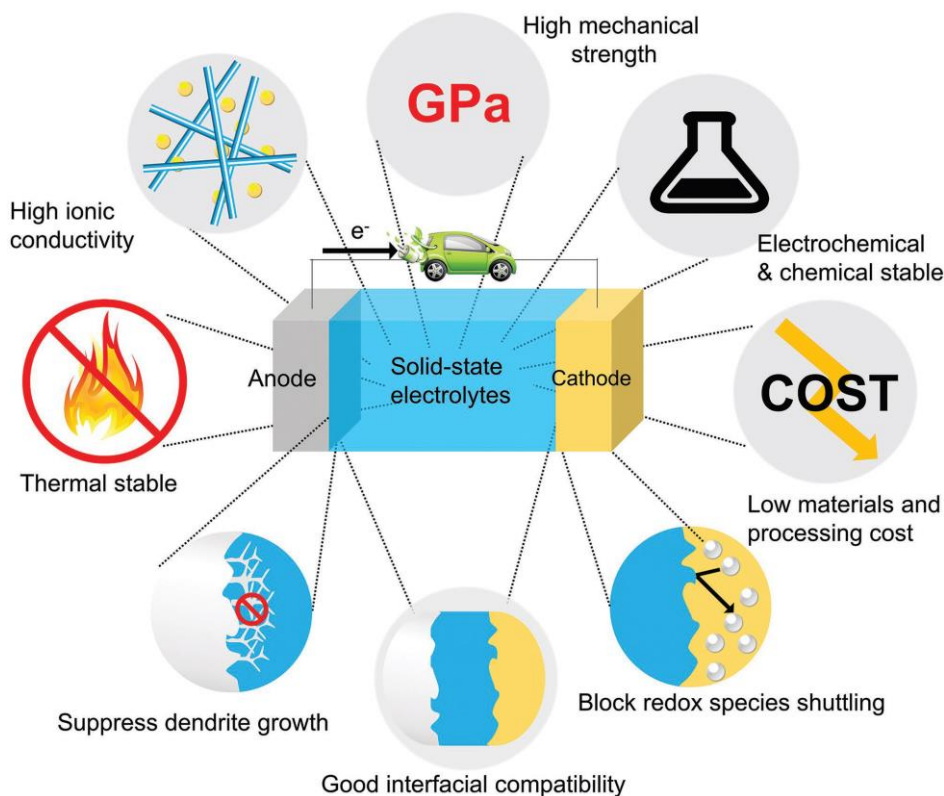 High mechanical
strength
GPa
High ionic
conductivity
e-
Electrochemical
& chemical stable
Anode
Solid-state
electrolytes
Cathode
COST
Thermal stable
Low materials and
processing cost
Suppress dendrite growth
Block redox species shuttling
Good interfacial compatibility